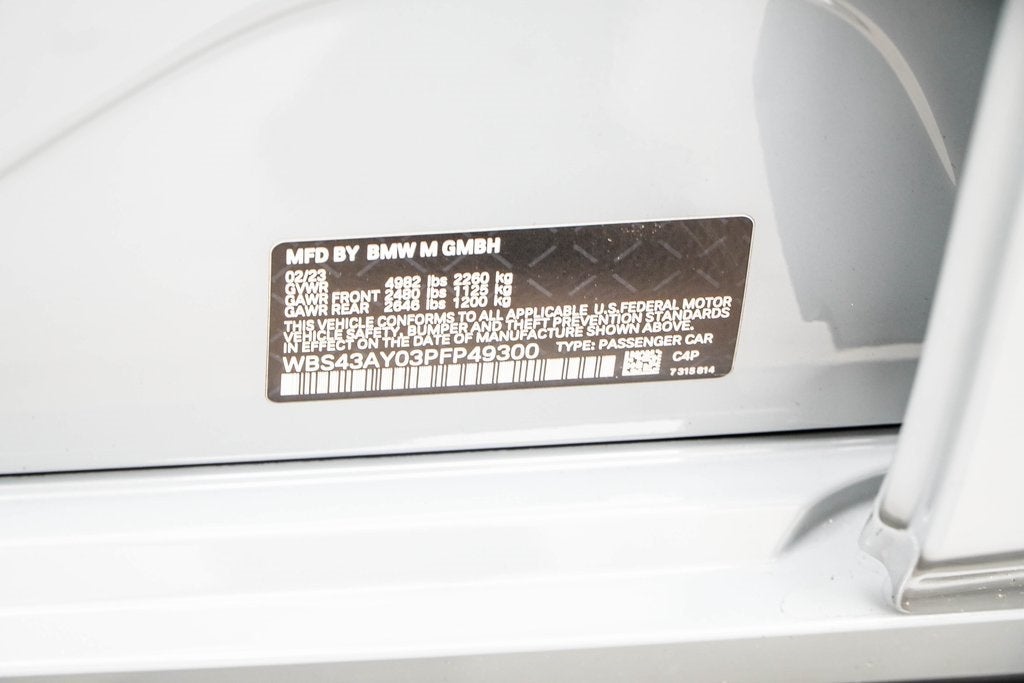 MFD BY BMW M GMBH
02/23
GVWR 4982 lbs 2260 kg
GAWR FRONT 2480 lbs 1125 kg
GAWR REAR 2646 lbs 1200 kg
THIS VEHICLE CONFORMS TO ALL APPLICABLE U.S. FEDERAL MOTOR
VEHICLE SAFETY, BUMPER AND THEFT PREVENTION STANDARDS
IN EFFECT ON THE DATE OF MANUFACTURE SHOWN ABOVE.
WBS43AY03PFP49300 TYPE: PASSENGER CAR
C4P
7 315 814